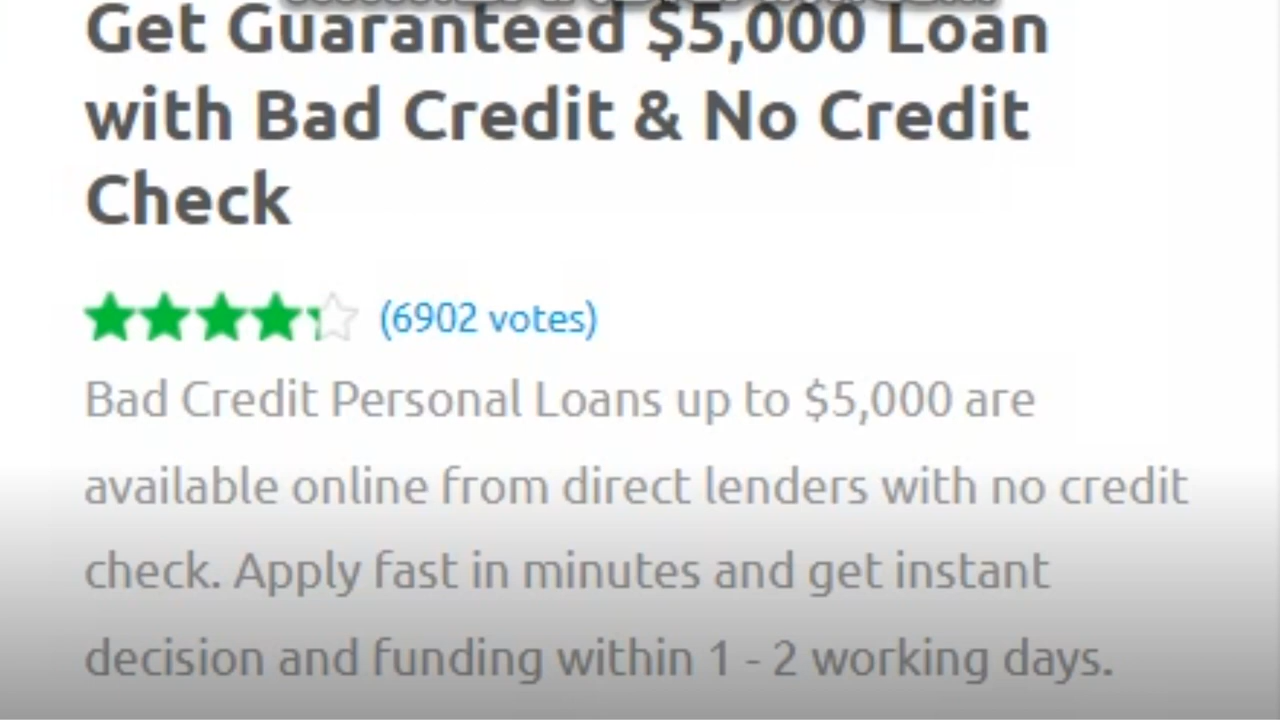 Get Guaranteed $5,000 Loan
with Bad Credit & No Credit
Check
(6902 votes)
Bad Credit Personal Loans up to $5,000 are
available online from direct lenders with no credit
check. Apply fast in minutes and get instant
decision and funding within 1 - 2 working days.